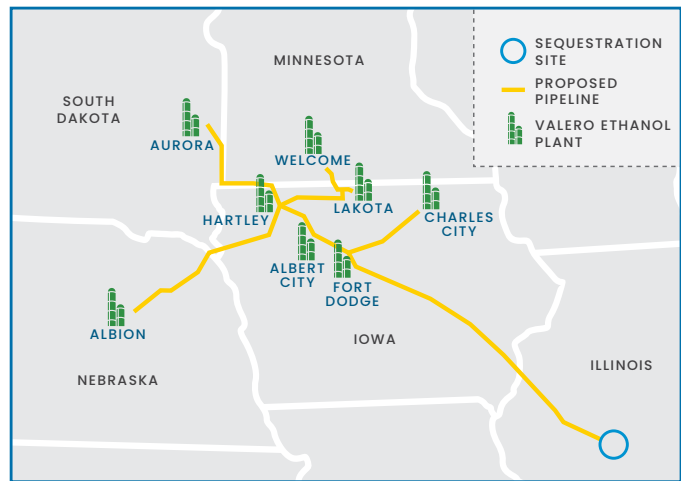 MINNESOTA
SEQUESTRATION
SITE
PROPOSED
PIPELINE
VALERO ETHANOL
PLANT
SOUTH
DAKOTA
AURORA
WELCOME
HARTLEY
LAKOTA
CHARLES
CITY
ALBERT
CITY
FORT
DODGE
ALBION
IOWA
NEBRASKA
ILLINOIS